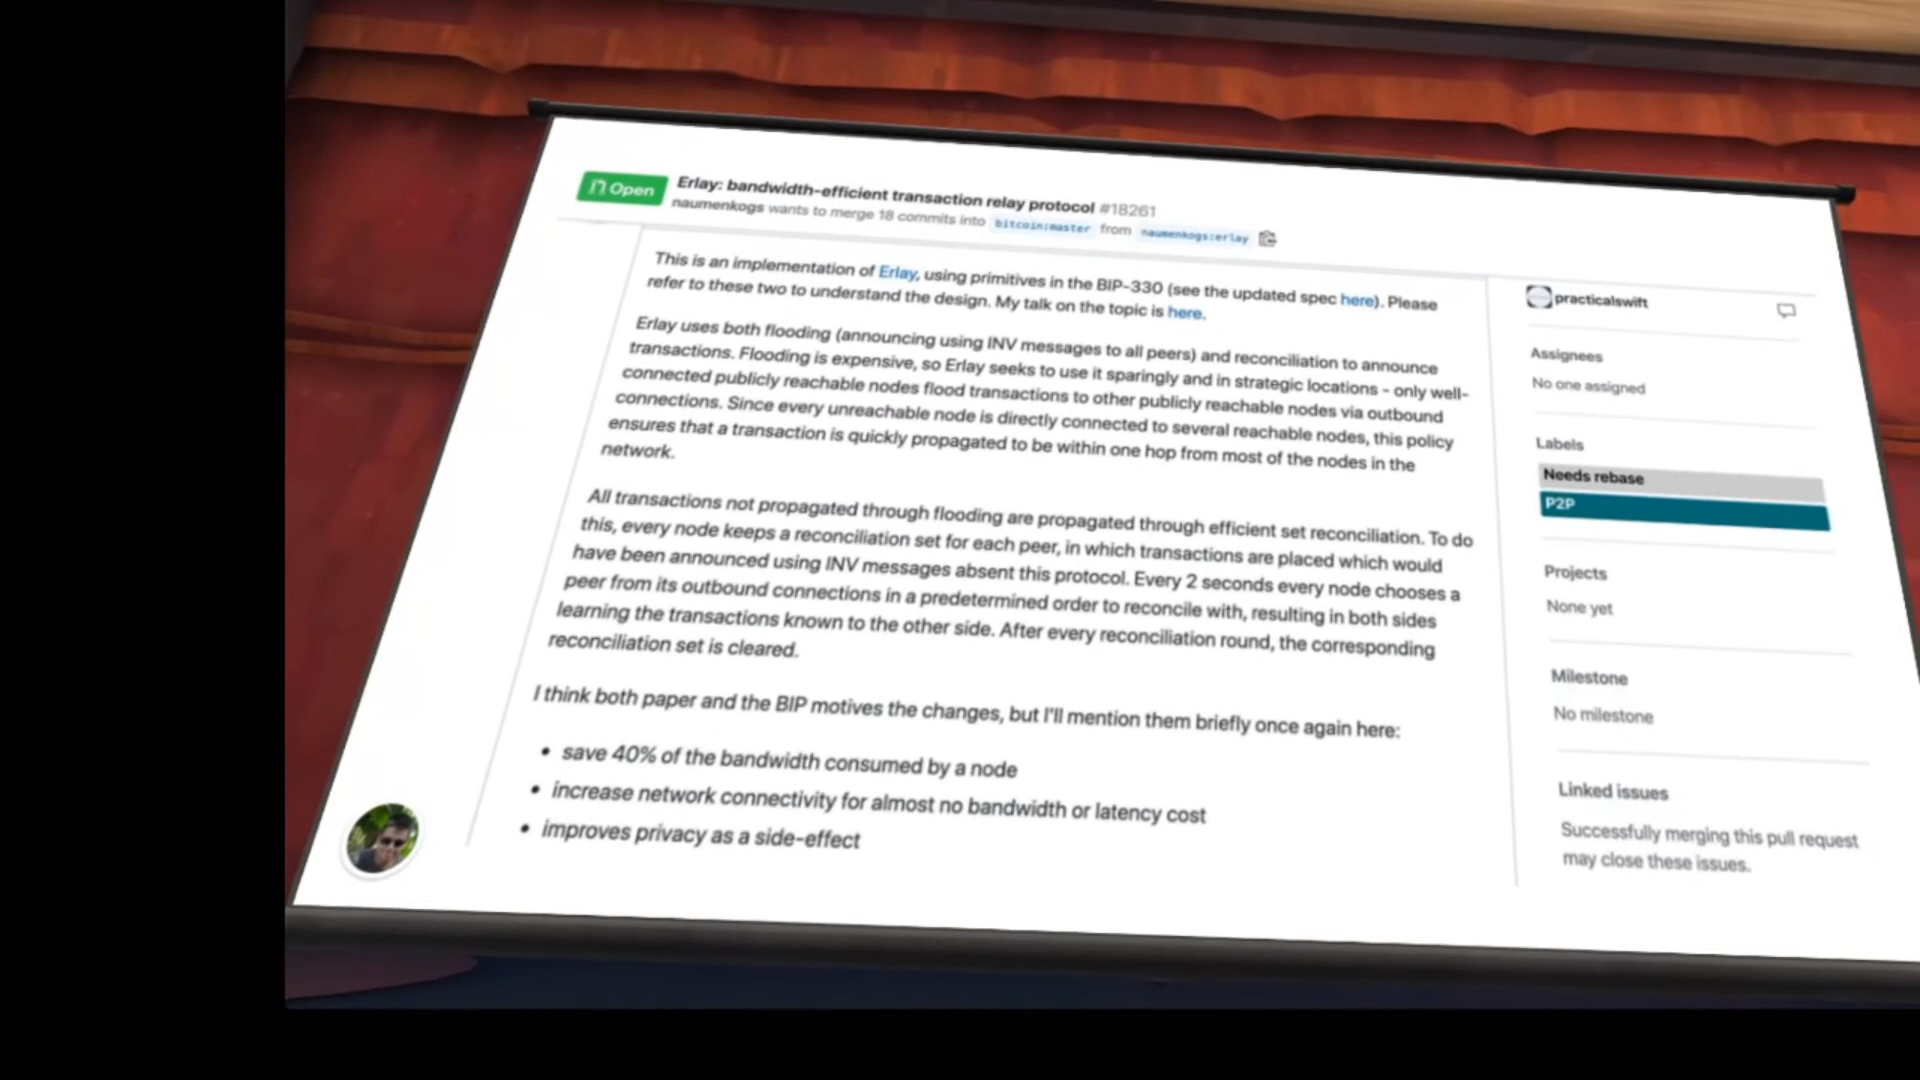 Open
Erlay: bandwidth-efficient transaction relay protocol #18261
naumenkogs wants to merge 18 commits into bitcoin:master from naumenkogs:erlay
This is an implementation of Erlay, using primitives in the BIP-330 (see the updated spec here). Please
refer to these two to understand the design. My talk on the topic is here.
Erlay uses both flooding (announcing using INV messages to all peers) and reconciliation to announce
transactions. Flooding is expensive, so Erlay seeks to use it sparingly and in strategic locations - only well-
connected publicly reachable nodes flood transactions to other publicly reachable nodes via outbound
connections. Since every unreachable node is directly connected to several reachable nodes, this policy
ensures that a transaction is quickly propagated to be within one hop from most of the nodes in the
network.
All transactions not propagated through flooding are propagated through efficient set reconciliation. To do
this, every node keeps a reconciliation set for each peer, in which transactions are placed which would
have been announced using INV messages absent this protocol. Every 2 seconds every node chooses a
peer from its outbound connections in a predetermined order to reconcile with, resulting in both sides
learning the transactions known to the other side. After every reconciliation round, the corresponding
reconciliation set is cleared.
I think both paper and the BIP motives the changes, but I'll mention them briefly once again here:
• save 40% of the bandwidth consumed by a node
• increase network connectivity for almost no bandwidth or latency cost
• improves privacy as a side-effect
practicalswift
Assignees
No one assigned
Labels
Needs rebase
P2P
Projects
None yet
Milestone
No milestone
Linked issues
Successfully merging this pull request
may close these issues.